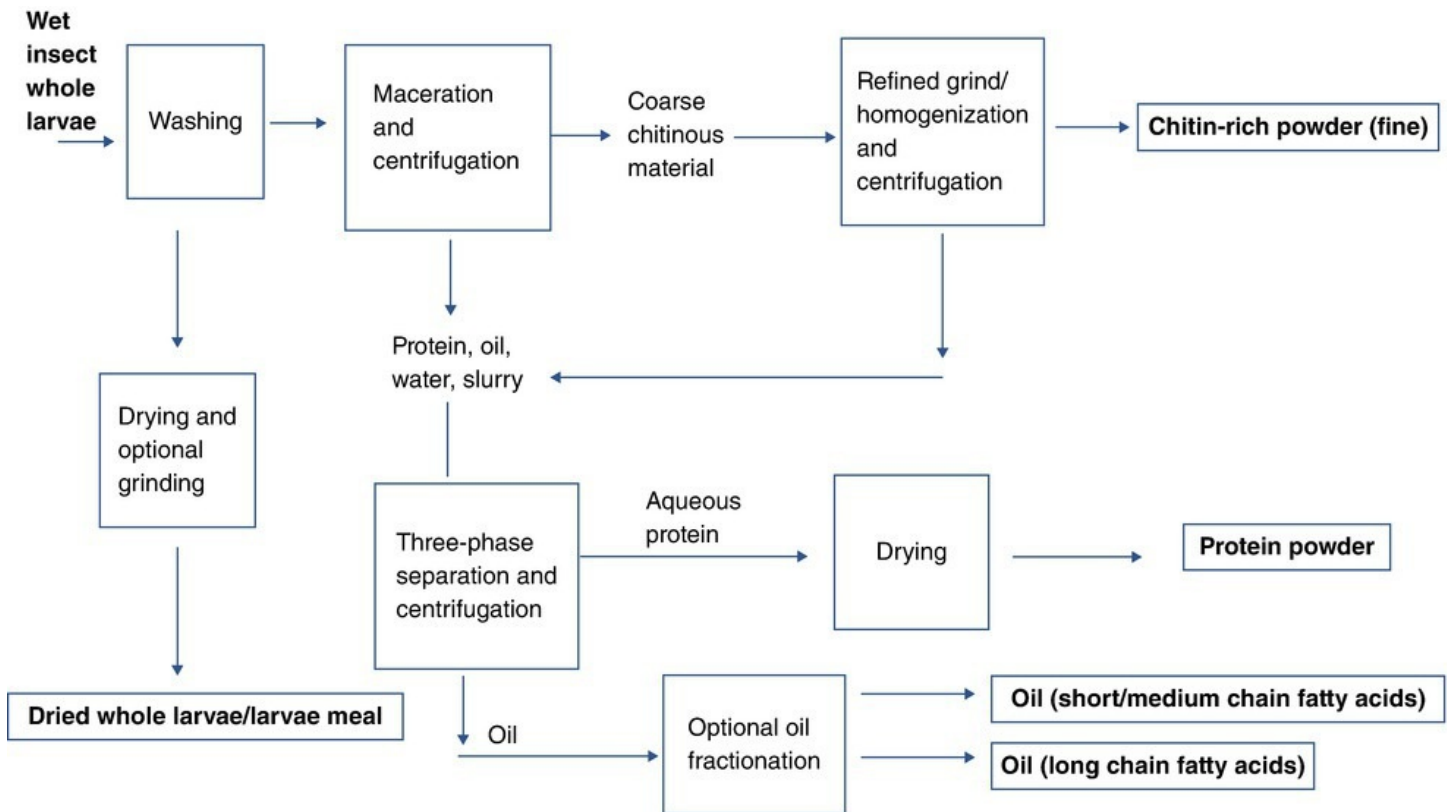 Wet
insect
whole
larvae
Washing
Maceration
and
centrifugation
Coarse
chitinous
material
Refined grind/
homogenization
and
centrifugation
Chitin-rich powder (fine)
Protein, oil,
water, slurry
Drying and
optional
grinding
Three-phase
separation and
centrifugation
Aqueous
protein
Drying
Protein powder
Dried whole larvae/larvae meal
Oil
Optional oil
fractionation
Oil (short/medium chain fatty acids)
Oil (long chain fatty acids)